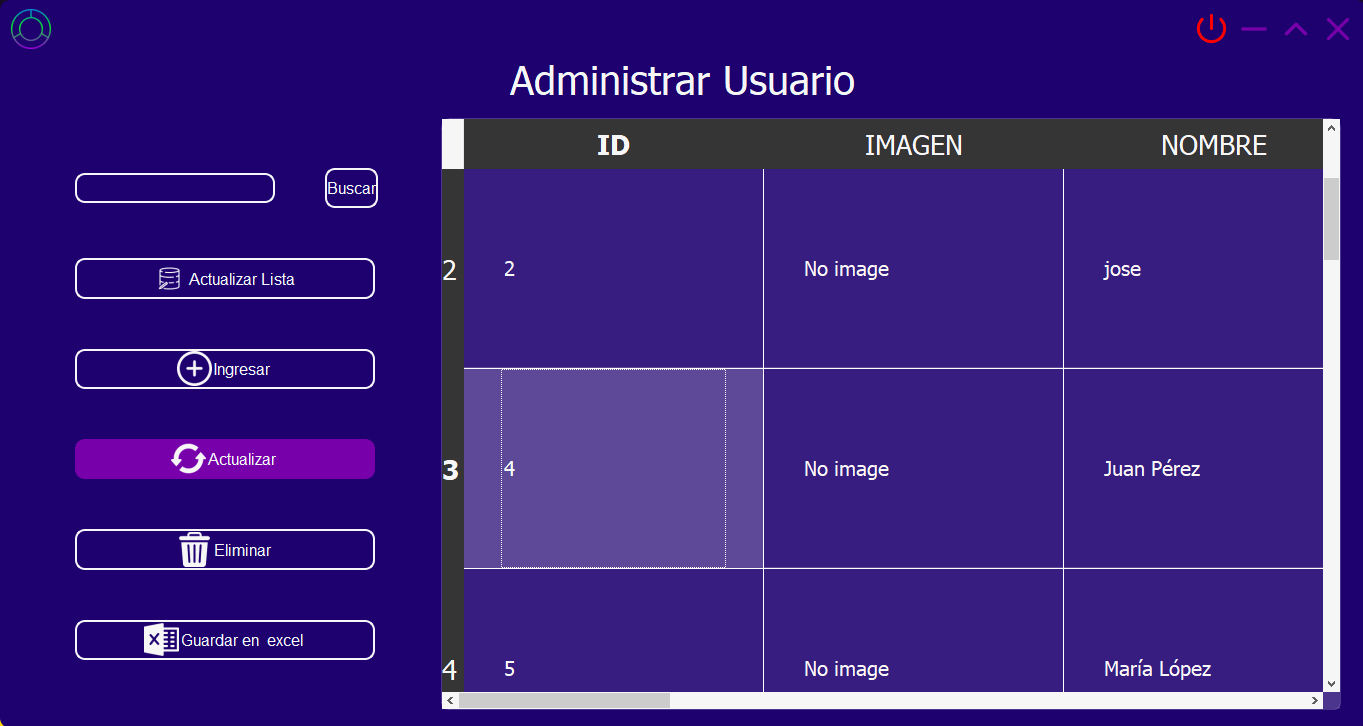 Administrar Usuario
Buscar
Actualizar Lista
Ingresar
Actualizar
Eliminar
Guardar en excel
ID IMAGEN NOMBRE
2 2 No image jose
3 4 No image Juan Pérez
4 5 No image María López